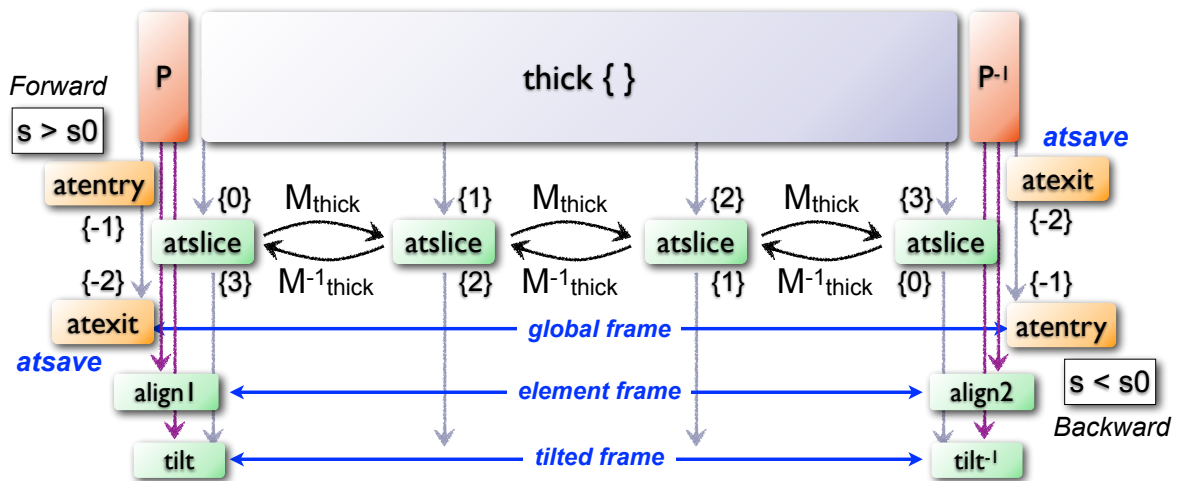 P
thick { }
P-1
Forward
s > s0
atsave
atentry
atexit
{-1}
{0}
Mthick
{1}
Mthick
{2}
Mthick
{3}
{-2}
atslice
atslice
atslice
atslice
{-2}
{3}
M-1thick
{2}
M-1thick
{1}
M-1thick
{0}
{-1}
atexit
global frame
atentry
atsave
align1
element frame
align2
s < s0
Backward
tilt
tilted frame
tilt-1